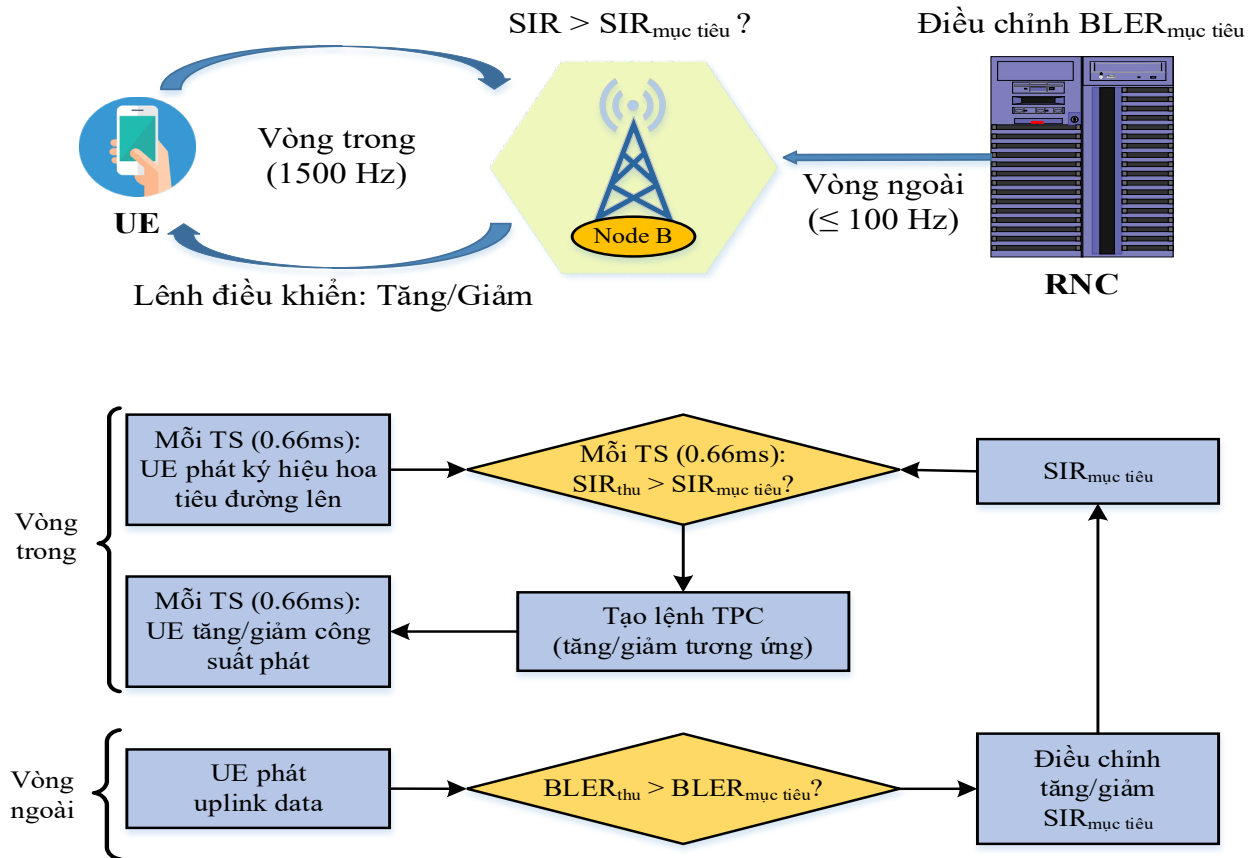 SIR > SIRmục tiêu ?
Điều chỉnh BLERmục tiêu
Vòng trong
(1500 Hz)
UE
Node B
Vòng ngoài
(≤ 100 Hz)
RNC
Lênh điều khiển: Tăng/Giảm
Vòng
trong
Mỗi TS (0.66ms):
UE phát ký hiệu hoa
tiêu đường lên
Mỗi TS (0.66ms):
SIRthu > SIRmục tiêu?
SIRmục tiêu
Mỗi TS (0.66ms):
UE tăng/giảm công
suất phát
Tạo lệnh TPC
(tăng/giảm tương ứng)
Vòng
ngoài
UE phát
uplink data
BLERthu > BLERmục tiêu?
Điều chỉnh
tăng/giảm
SIRmục tiêu